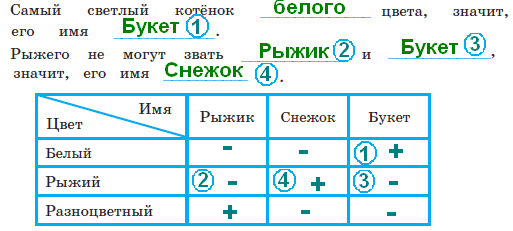 Самый светлый котёнок белого цвета, значит,
его имя Букет ①.
Рыжего не могут звать Рыжик ② и Букет ③,
значит, его имя Снежок ④.
Имя
Цвет Рыжик Снежок Букет
Белый - - ① +
Рыжий ② - ④ + ③ -
Разноцветный + - -